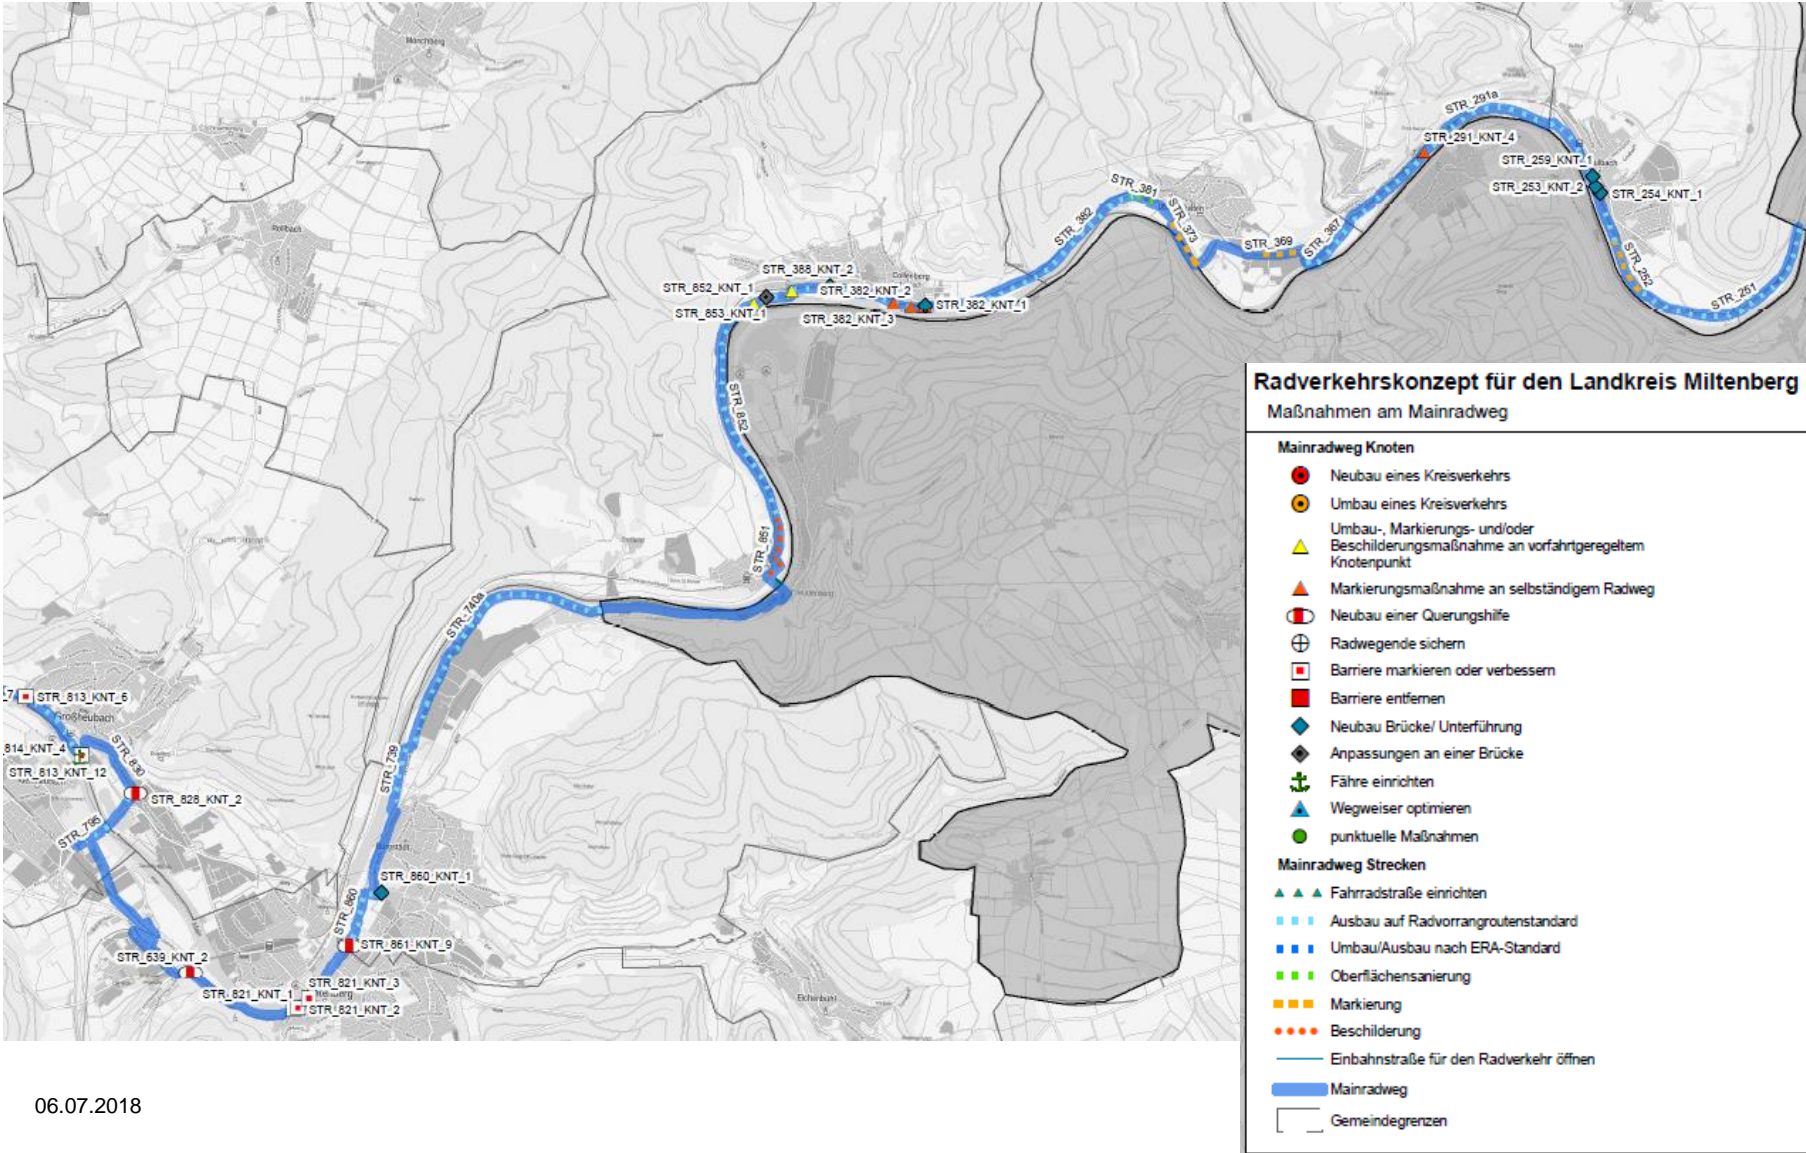 Mönchberg
Röllbach
STR_291a
STR_291_KNT_4
STR_259_KNT_1
STR_253_KNT_2
STR_254_KNT_1
STR_381
STR_382
STR_373
STR_369
STR_367
STR_252
STR_251
STR_388_KNT_2
Collenberg
STR_852_KNT_1
STR_382_KNT_2
STR_382_KNT_1
STR_853_KNT_1
STR_382_KNT_3
STR_852
STR_851
STR_740a
STR_813_KNT_6
Großheubach
814_KNT_4
STR_830
STR_813_KNT_12
STR_739
STR_828_KNT_2
STR_795
STR_860_KNT_1
STR_860
STR_861_KNT_9
STR_639_KNT_2
STR_821_KNT_3
STR_821_KNT_1
STR_821_KNT_2
Eichenbühl
Radverkehrskonzept für den Landkreis Miltenberg
Maßnahmen am Mainradweg
Mainradweg Knoten
Neubau eines Kreisverkehrs
Umbau eines Kreisverkehrs
Umbau-, Markierungs- und/oder
Beschilderungsmaßnahme an vorfahrtgeregeltem
Knotenpunkt
Markierungsmaßnahme an selbständigem Radweg
Neubau einer Querungshilfe
Radwegende sichern
Barriere markieren oder verbessern
Barriere entfernen
Neubau Brücke/ Unterführung
Anpassungen an einer Brücke
Fähre einrichten
Wegweiser optimieren
punktuelle Maßnahmen
Mainradweg Strecken
Fahrradstraße einrichten
Ausbau auf Radvorrangroutenstandard
Umbau/Ausbau nach ERA-Standard
Oberflächensanierung
Markierung
Beschilderung
Einbahnstraße für den Radverkehr öffnen
Mainradweg
Gemeindegrenzen
06.07.2018